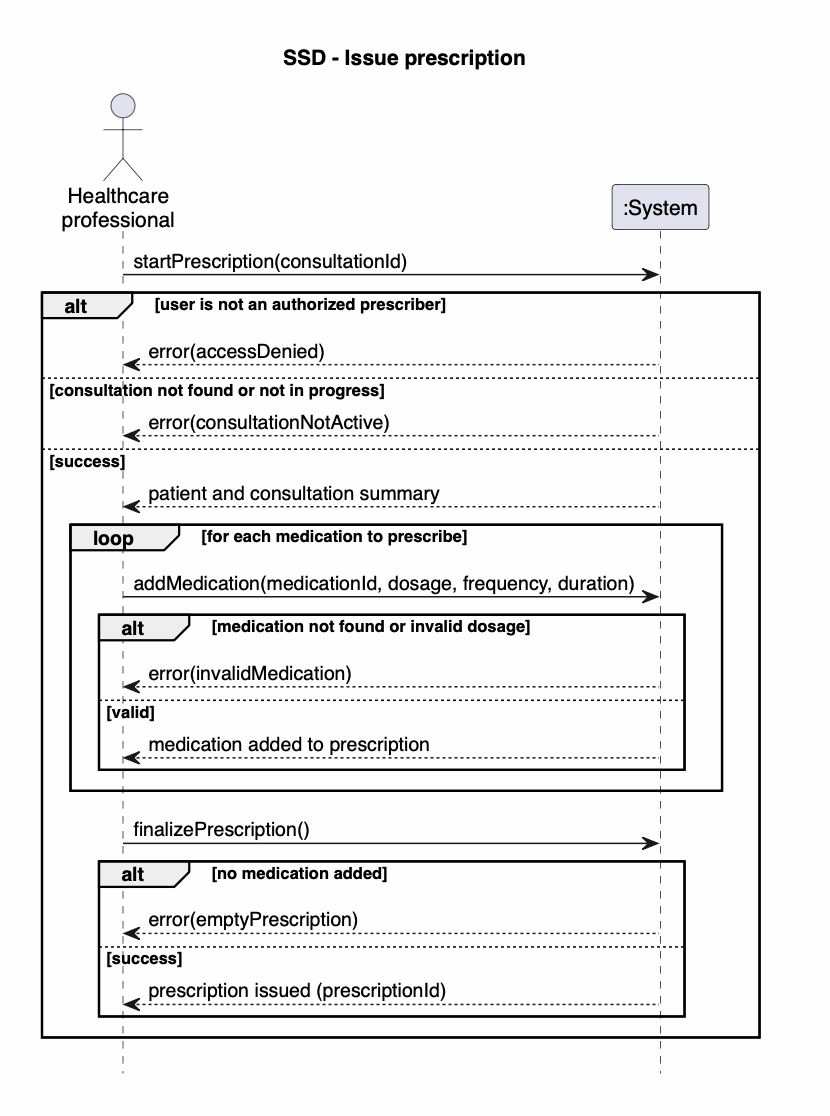 SSD - Issue prescription
Healthcare
professional
:System
startPrescription(consultationId)
alt
[user is not an authorized prescriber]
error(accessDenied)
[consultation not found or not in progress]
error(consultationNotActive)
[success]
patient and consultation summary
loop
[for each medication to prescribe]
addMedication(medicationId, dosage, frequency, duration)
alt
[medication not found or invalid dosage]
error(invalidMedication)
[valid]
medication added to prescription
finalizePrescription()
alt
[no medication added]
error(emptyPrescription)
[success]
prescription issued (prescriptionId)